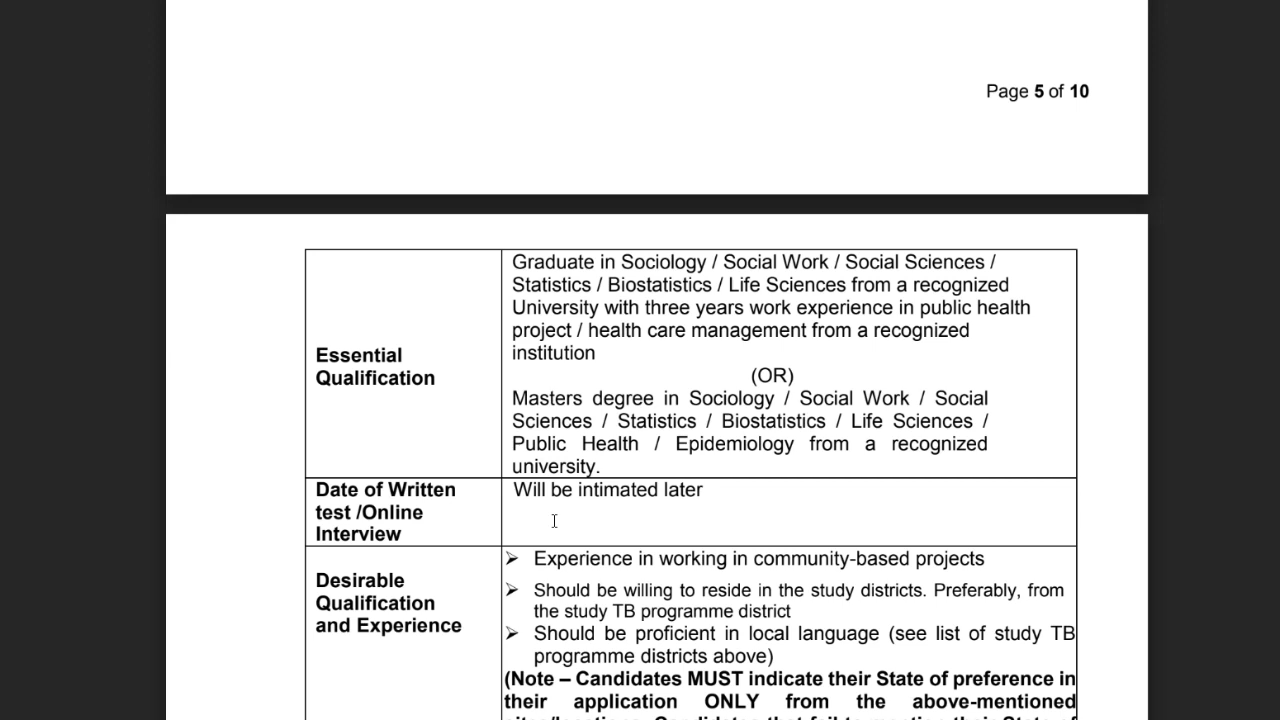 Page 5 of 10
Essential
Qualification
Graduate in Sociology / Social Work / Social Sciences /
Statistics / Biostatistics / Life Sciences from a recognized
University with three years work experience in public health
project / health care management from a recognized
institution
(OR)
Masters degree in Sociology / Social Work / Social
Sciences / Statistics / Biostatistics / Life Sciences /
Public Health / Epidemiology from a recognized
university.
Date of Written
test /Online
Interview
Will be intimated later
Desirable
Qualification
and Experience
➢ Experience in working in community-based projects
➢ Should be willing to reside in the study districts. Preferably, from
the study TB programme district
➢ Should be proficient in local language (see list of study TB
programme districts above)
(Note – Candidates MUST indicate their State of preference in
their application ONLY from the above-mentioned